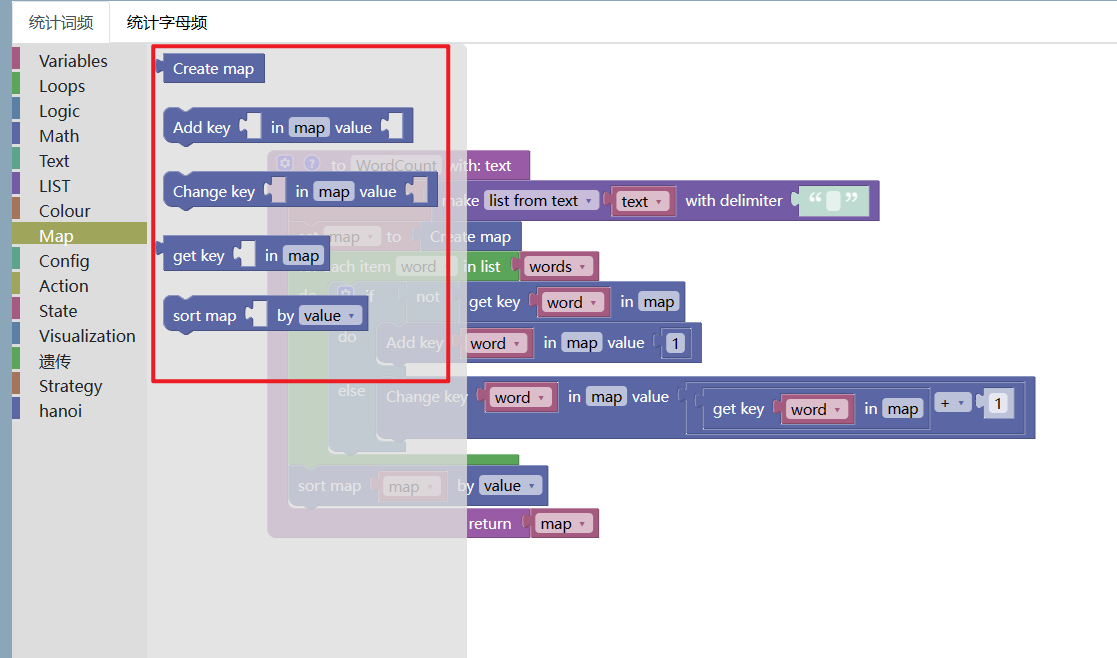 统计词频 统计字母频
Variables
Loops
Logic
Math
Text
LIST
Colour
Map
Config
Action
State
Visualization
遗传
Strategy
hanoi
Create map
Add key in map value
Change key in map value
get key in map
sort map by value
to WordCount with: text
make list from text text with delimiter “ ”
map to Create map
each item word in list words
do if not get key word in map
do Add key word in map value 1
else Change key word in map value get key word in map + 1
sort map map by value
return map